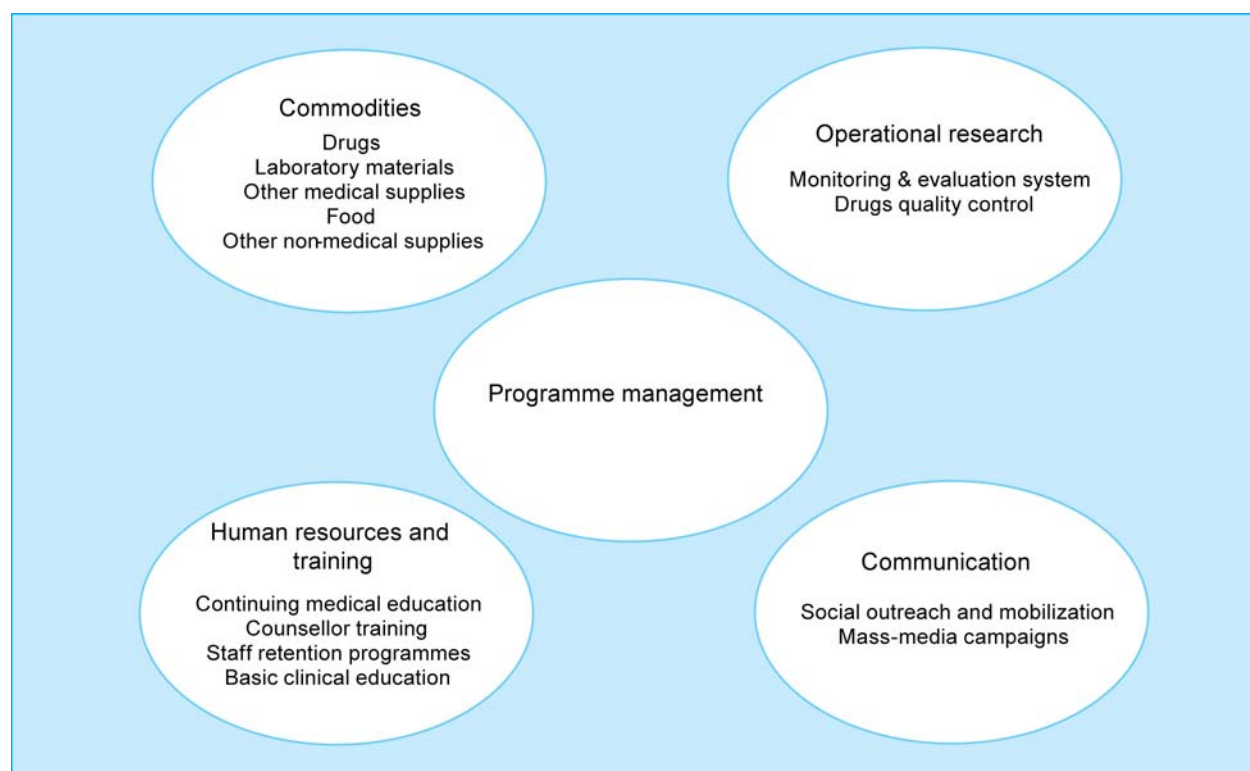 Commodities
Drugs
Laboratory materials
Other medical supplies
Food
Other non-medical supplies
Operational research
Monitoring & evaluation system
Drugs quality control
Programme management
Human resources and
training
Continuing medical education
Counsellor training
Staff retention programmes
Basic clinical education
Communication
Social outreach and mobilization
Mass-media campaigns